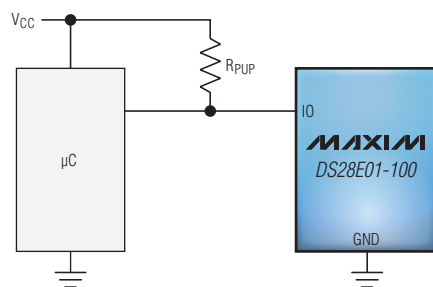 VCC
RPUP
IO
MAXIM
DS28E01-100
µC
GND